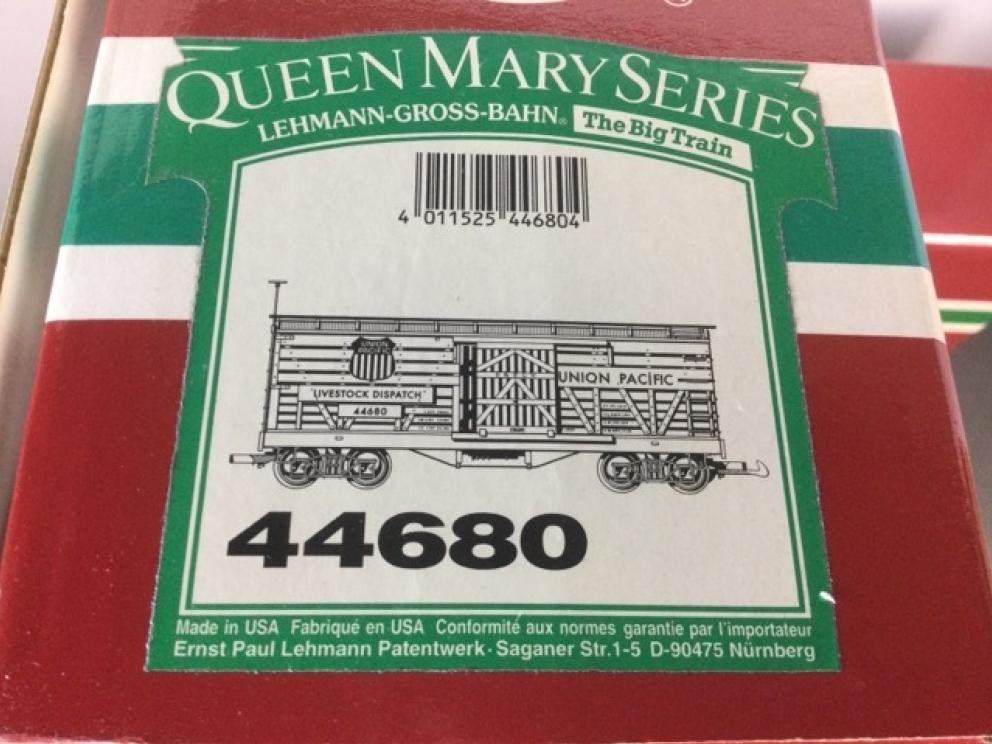 QUEEN MARY SERIES
LEHMANN-GROSS-BAHN® The Big Train
4 011525 446804
UNION PACIFIC
UNION PACIFIC
"LIVESTOCK DISPATCH"
44680
44680
Made in USA Fabriqué en USA Conformité aux normes garantie par l'importateur
Ernst Paul Lehmann Patentwerk · Saganer Str.1-5 D-90475 Nürnberg